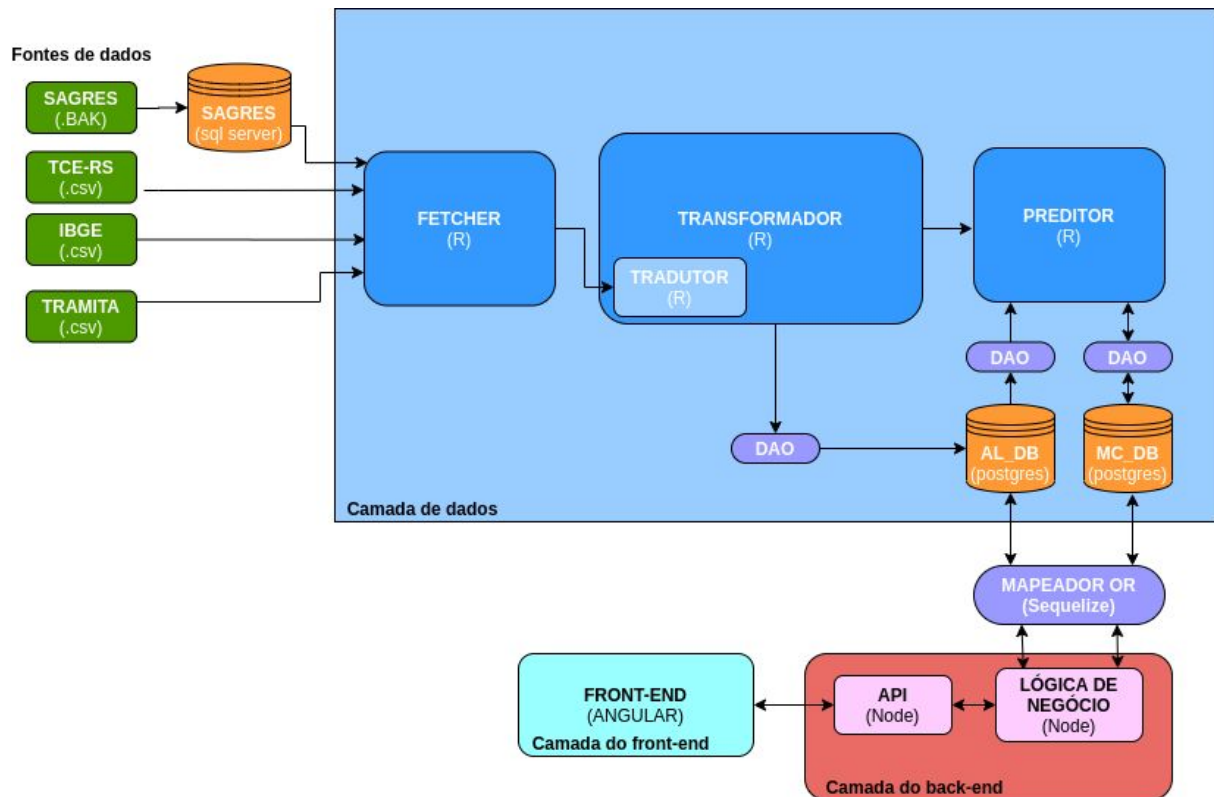 Fontes de dados
SAGRES
(.BAK)
SAGRES
(sql server)
TCE-RS
(.csv)
IBGE
(.csv)
TRAMITA
(.csv)
FETCHER
(R)
TRANSFORMADOR
(R)
TRADUTOR
(R)
PREDITOR
(R)
DAO
DAO
DAO
AL_DB
(postgres)
MC_DB
(postgres)
Camada de dados
MAPEADOR OR
(Sequelize)
FRONT-END
(ANGULAR)
Camada do front-end
API
(Node)
LÓGICA DE
NEGÓCIO
(Node)
Camada do back-end